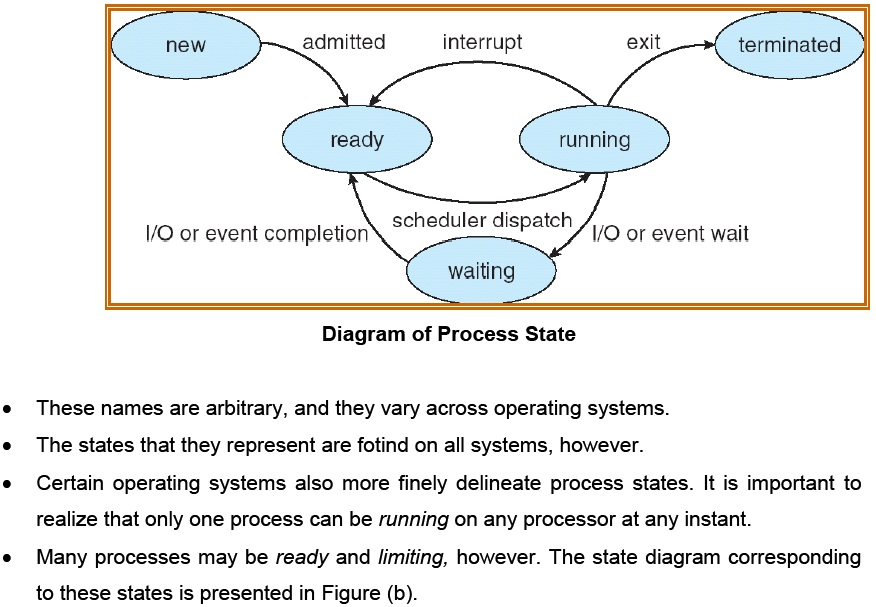 new
admitted
interrupt
exit
terminated
ready
running
scheduler dispatch
I/O or event completion
I/O or event wait
waiting
Diagram of Process State
• These names are arbitrary, and they vary across operating systems.
• The states that they represent are fotind on all systems, however.
• Certain operating systems also more finely delineate process states. It is important to
realize that only one process can be running on any processor at any instant.
• Many processes may be ready and limiting, however. The state diagram corresponding
to these states is presented in Figure (b).